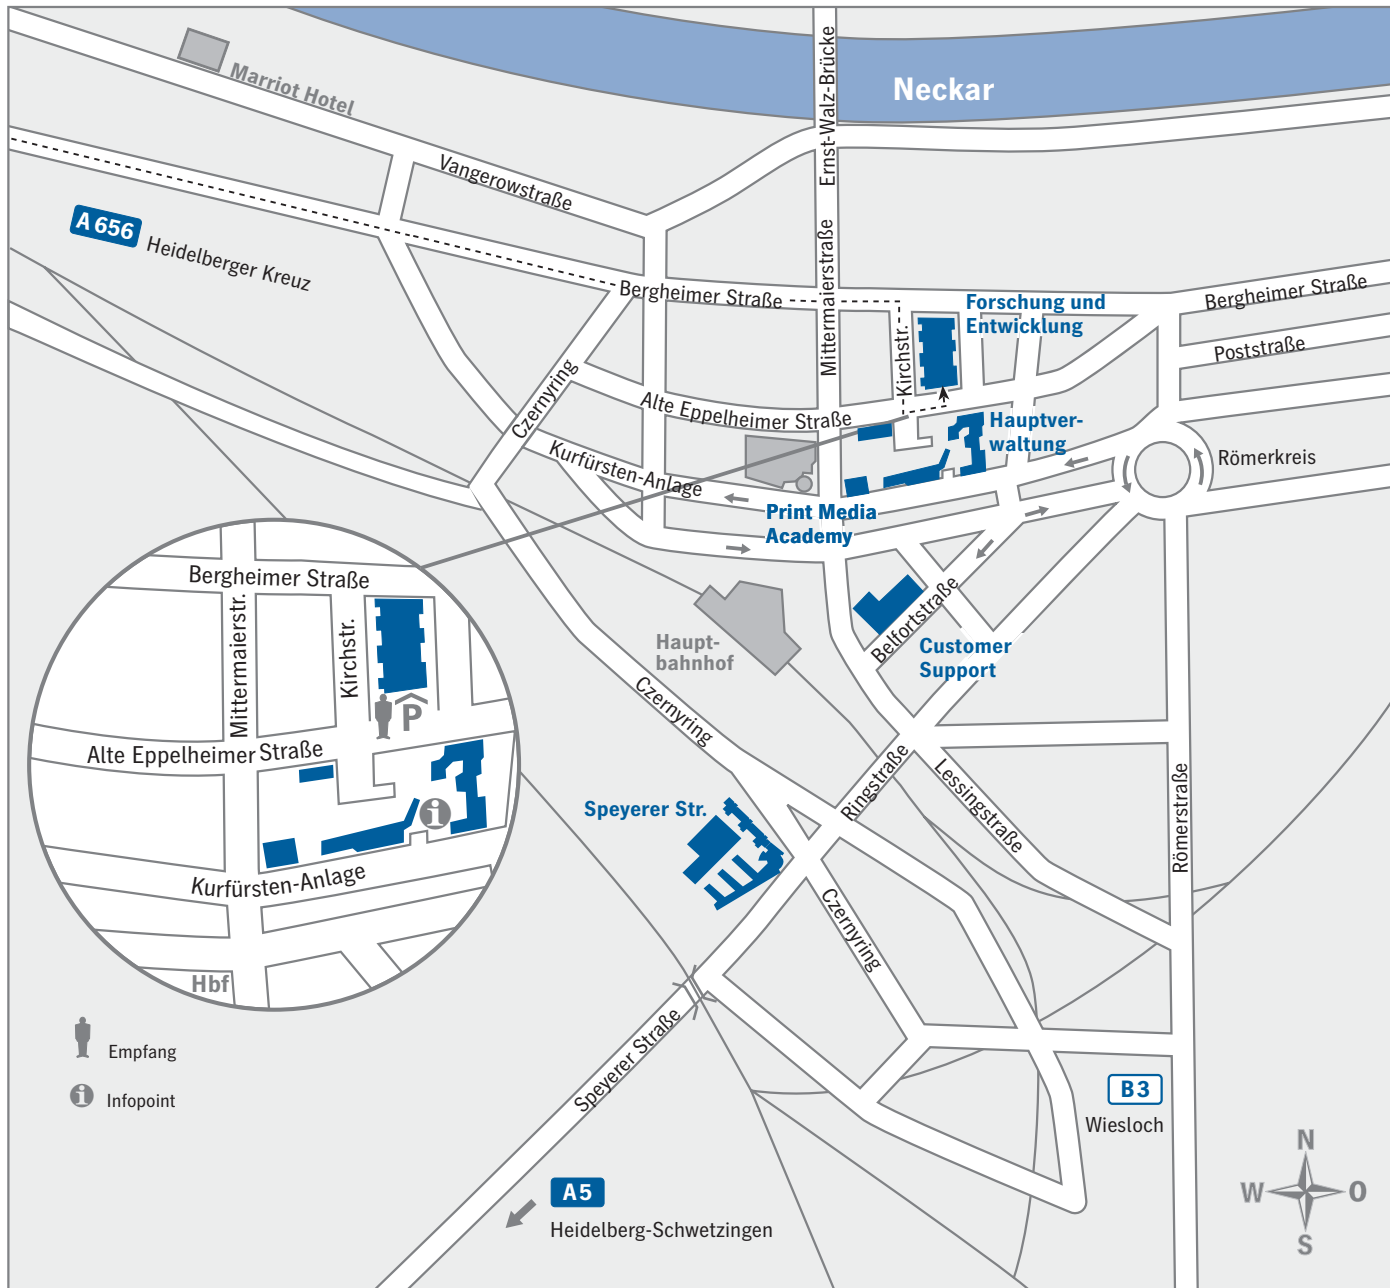 Neckar
Ernst-Walz-Brücke
Marriot Hotel
Vangerowstraße
A 656
Heidelberger Kreuz
Bergheimer Straße
Mittermaierstraße
Forschung und
Entwicklung
Bergheimer Straße
Poststraße
Kirchstr.
Czernyring
Alte Eppelheimer Straße
Hauptver-
waltung
Kurfürsten-Anlage
Römerkreis
Print Media
Academy
Bergheimer Straße
Mittermaierstr.
Kirchstr.
P
Alte Eppelheimer Straße
i
Kurfürsten-Anlage
Hbf
Haupt-
bahnhof
Belfortstraße
Customer
Support
Czernyring
Ringstraße
Lessingstraße
Römerstraße
Speyerer Str.
Czernyring
Speyerer Straße
Empfang
i
Infopoint
B 3
Wiesloch
A 5
Heidelberg-Schwetzingen
N
W
O
S